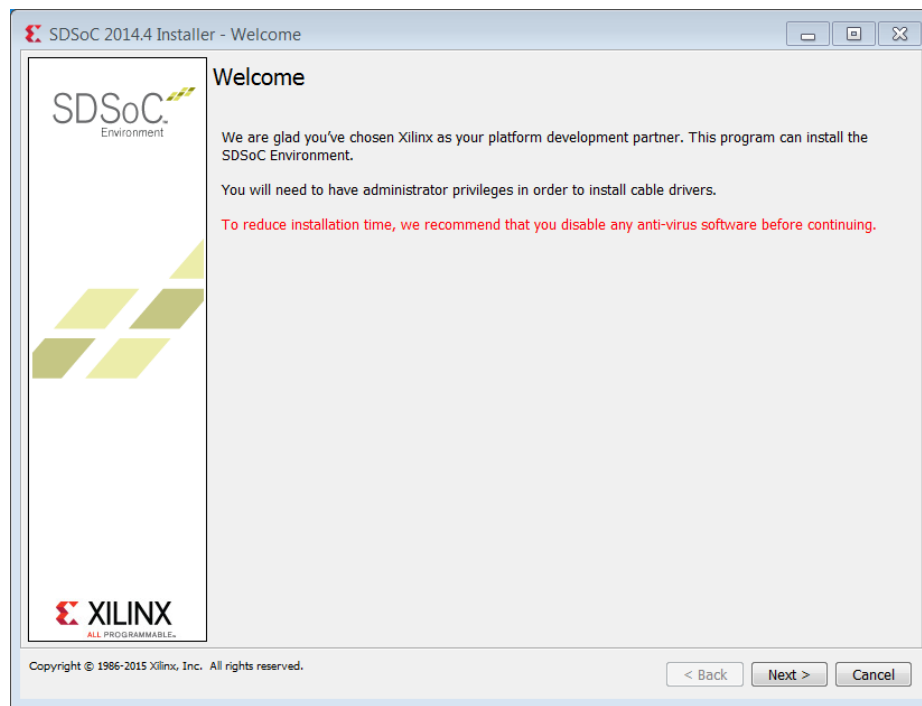 SDSoC 2014.4 Installer - Welcome
SDSoC™
Environment
Welcome
We are glad you've chosen Xilinx as your platform development partner. This program can install the
SDSoC Environment.
You will need to have administrator privileges in order to install cable drivers.
To reduce installation time, we recommend that you disable any anti-virus software before continuing.
XILINX
ALL PROGRAMMABLE™
Copyright © 1986-2015 Xilinx, Inc. All rights reserved.
< Back
Next >
Cancel